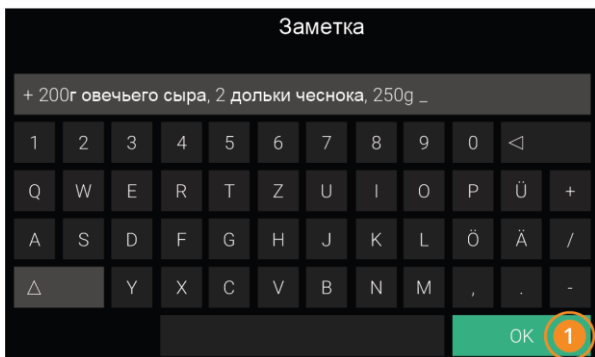 Заметка
+ 200г овечьего сыра, 2 дольки чеснока, 250g _
1 2 3 4 5 6 7 8 9 0 ◁
Q W E R T Z U I O P Ü +
A S D F G H J K L Ö Ä /
△ Y X C V B N M , . -
OK 1